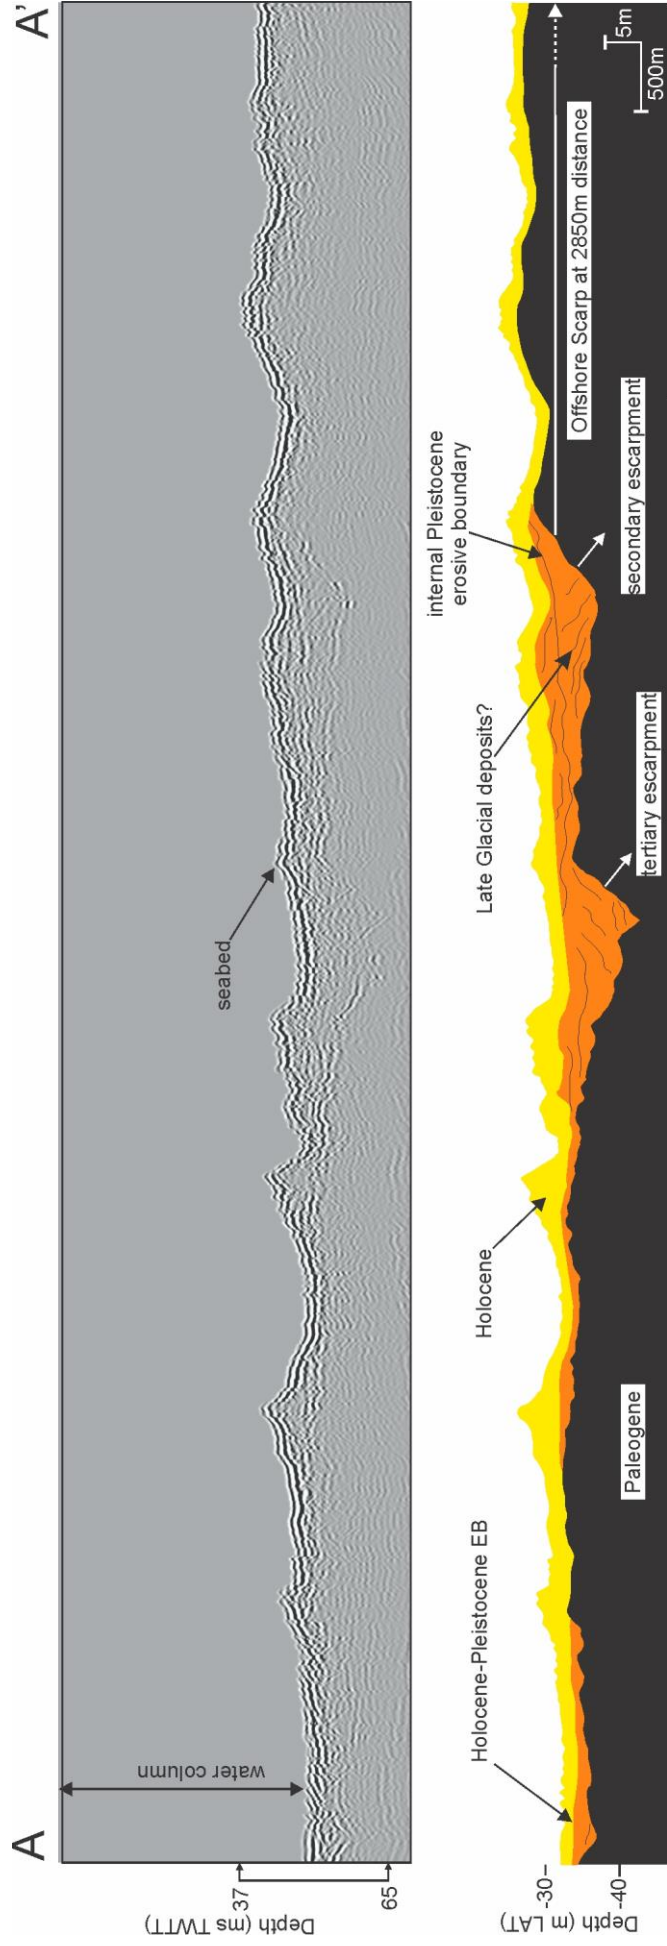 A
A'
water column
seabed
Depth (ms TWTT)
37
65
internal Pleistocene
erosive boundary
Late Glacial deposits?
Holocene
Holocene-Pleistocene EB
Offshore Scarp at 2850m distance
secondary escarpment
tertiary escarpment
Paleogene
5m
500m
Depth (m LAT)
-30
-40